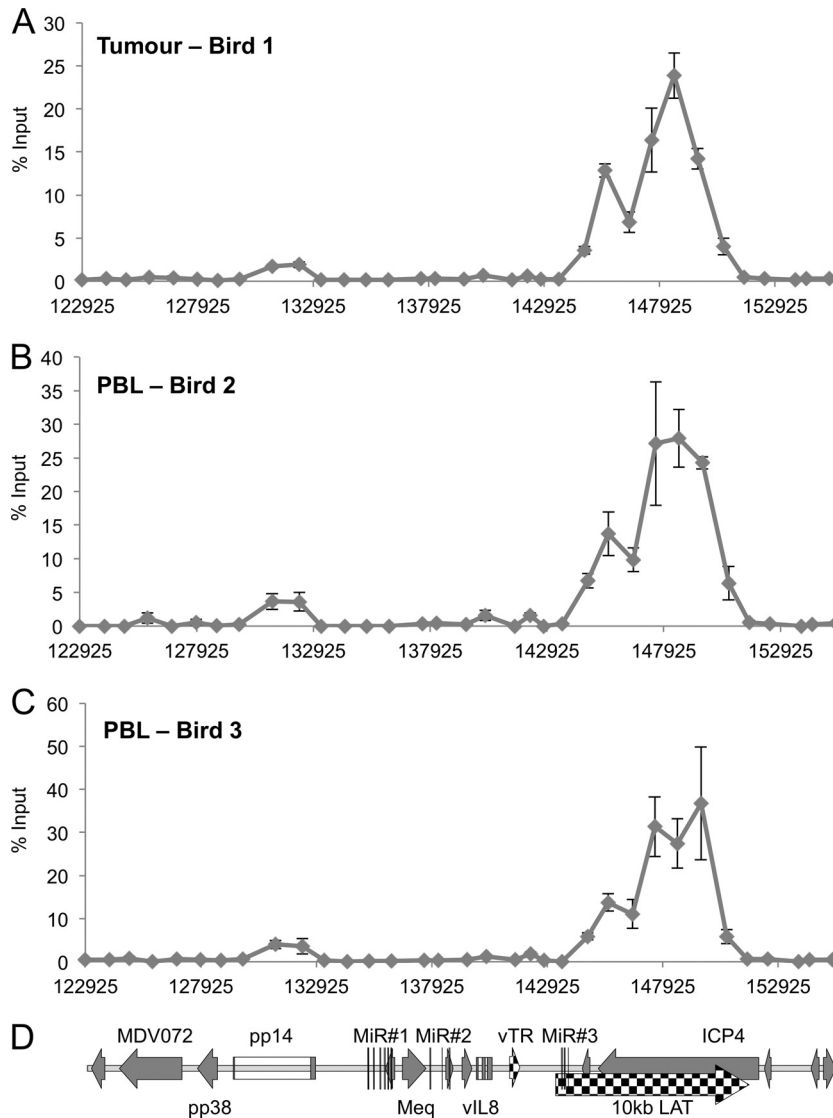 A
Tumour – Bird 1
% Input
30
25
20
15
10
5
0
122925 127925 132925 137925 142925 147925 152925
B
PBL – Bird 2
% Input
40
35
30
25
20
15
10
5
0
122925 127925 132925 137925 142925 147925 152925
C
PBL – Bird 3
% Input
60
50
40
30
20
10
0
122925 127925 132925 137925 142925 147925 152925
D
MDV072 pp14 MiR#1 MiR#2 vTR MiR#3 ICP4
pp38 Meq vIL8 10kb LAT